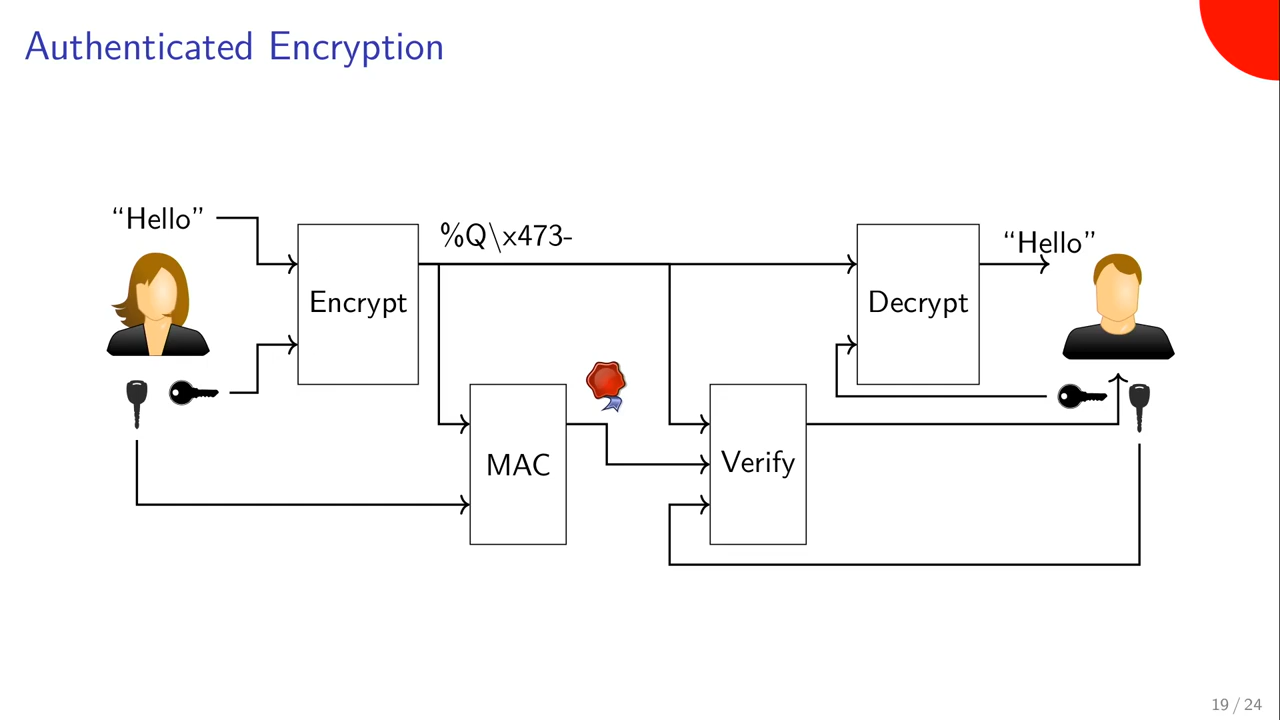 Authenticated Encryption
“Hello”
%Q\x473-
“Hello”
Encrypt
Decrypt
MAC
Verify
19 / 24